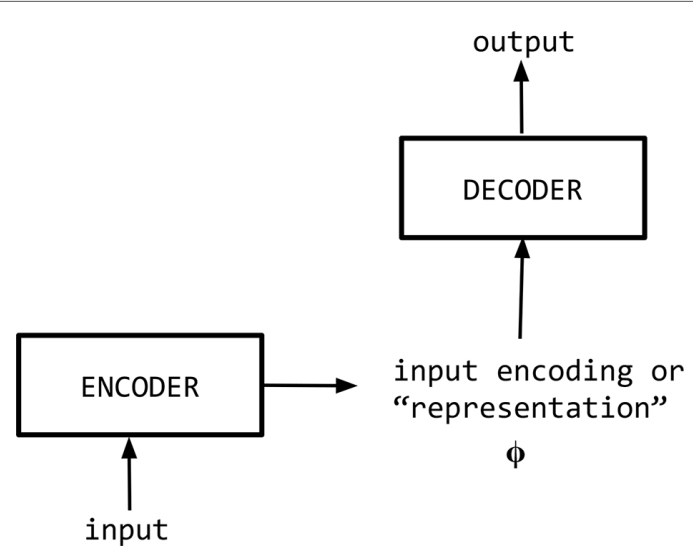 output
DECODER
ENCODER
input encoding or
“representation”
ϕ
input